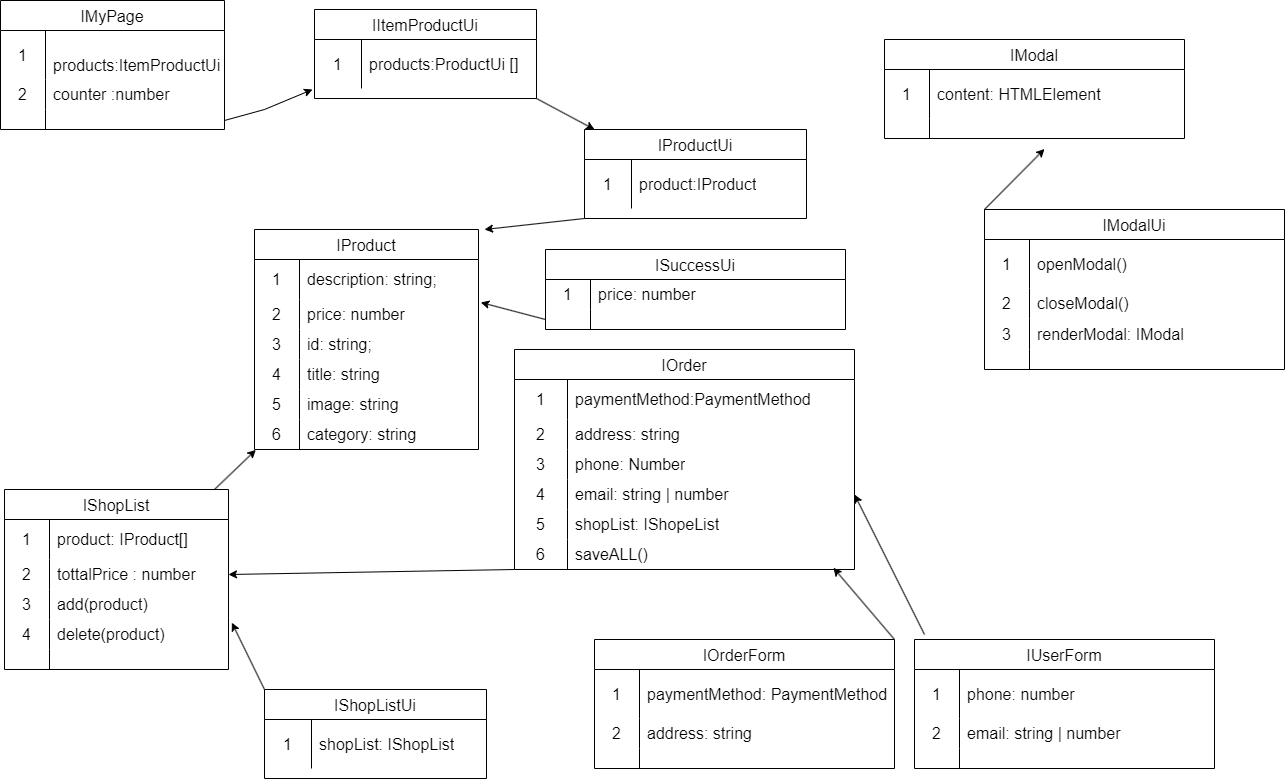 IMyPage
1
products:ItemProductUi
2
counter :number
IItemProductUi
1
products:ProductUi []
IModal
1
content: HTMLElement
IProductUi
1
product:IProduct
IModalUi
1
openModal()
2
closeModal()
3
renderModal: IModal
IProduct
1
description: string;
2
price: number
3
id: string;
4
title: string
5
image: string
6
category: string
ISuccessUi
1
price: number
IOrder
1
paymentMethod:PaymentMethod
2
address: string
3
phone: Number
4
email: string | number
5
shopList: IShopeList
6
saveALL()
IShopList
1
product: IProduct[]
2
tottalPrice : number
3
add(product)
4
delete(product)
IShopListUi
1
shopList: IShopList
IOrderForm
1
paymentMethod: PaymentMethod
2
address: string
IUserForm
1
phone: number
2
email: string | number